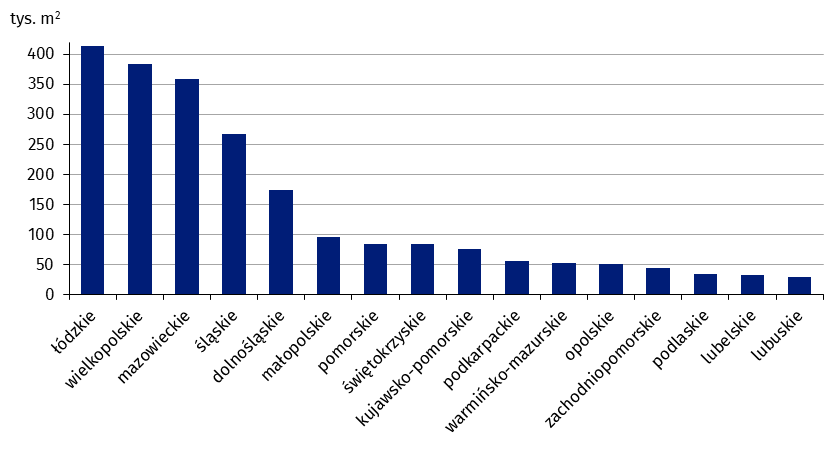 tys. m²
400
350
300
250
200
150
100
50
0
łódzkie
wielkopolskie
mazowieckie
śląskie
dolnośląskie
małopolskie
pomorskie
świętokrzyskie
kujawsko-pomorskie
podkarpackie
warmińsko-mazurskie
opolskie
zachodniopomorskie
podlaskie
lubelskie
lubuskie